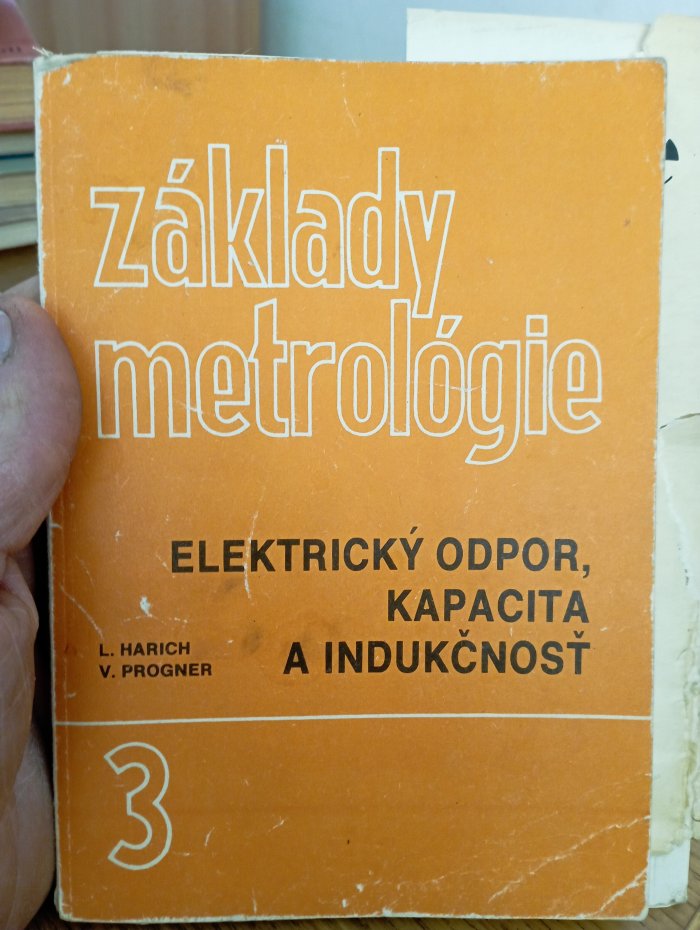 základy
metrológie
ELEKTRICKÝ ODPOR,
KAPACITA
A INDUKČNOSŤ
L. HARICH
V. PROGNER
3